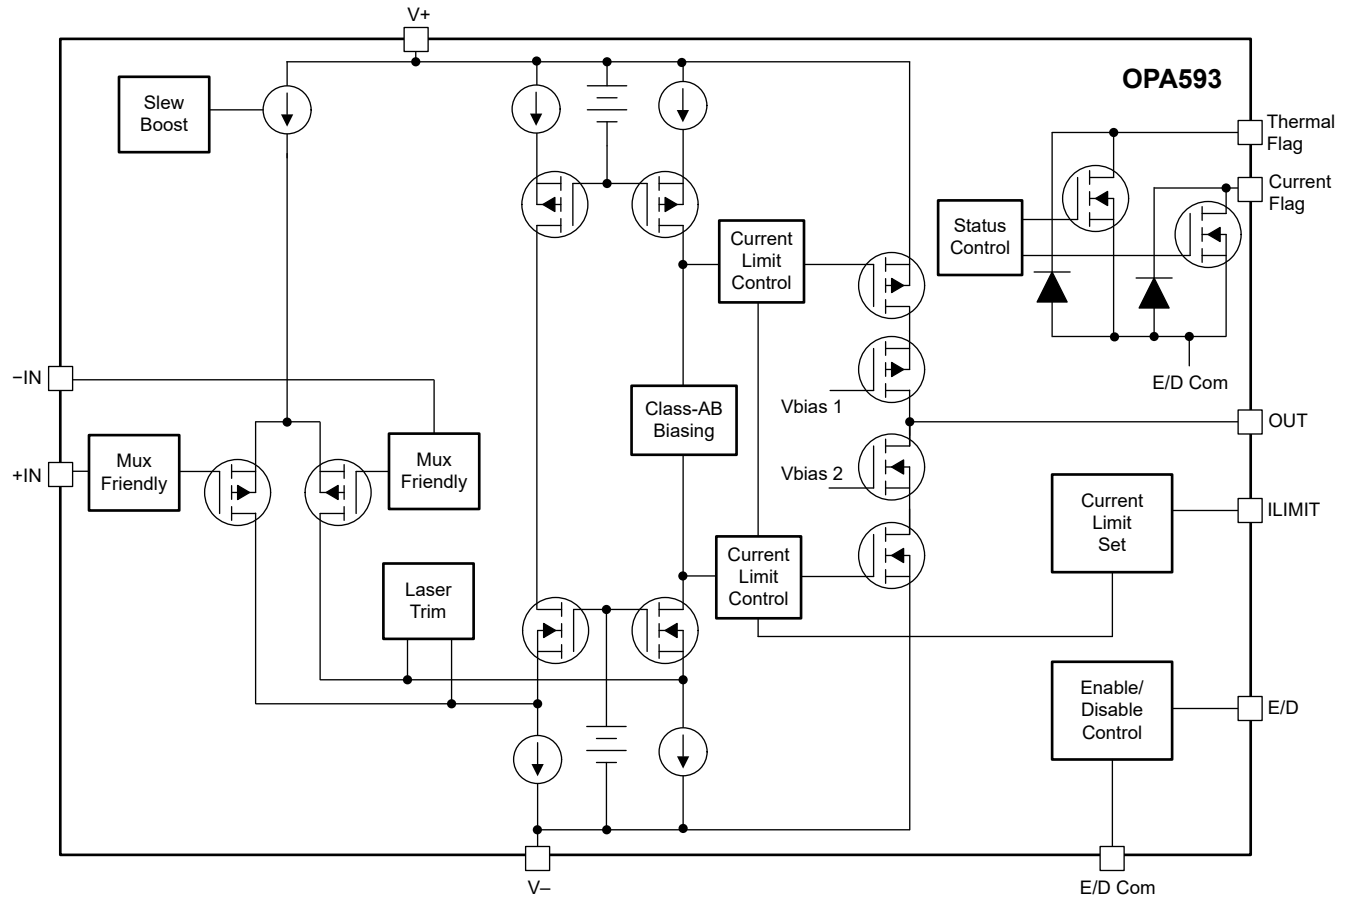 V+
OPA593
Slew
Boost
Thermal
Flag
Current
Flag
Status
Control
Current
Limit
Control
−IN
E/D Com
Class-AB
Biasing
Vbias 1
OUT
+IN
Mux
Friendly
Mux
Friendly
Vbias 2
Current
Limit
Set
ILIMIT
Laser
Trim
Current
Limit
Control
Enable/
Disable
Control
E/D
V–
E/D Com